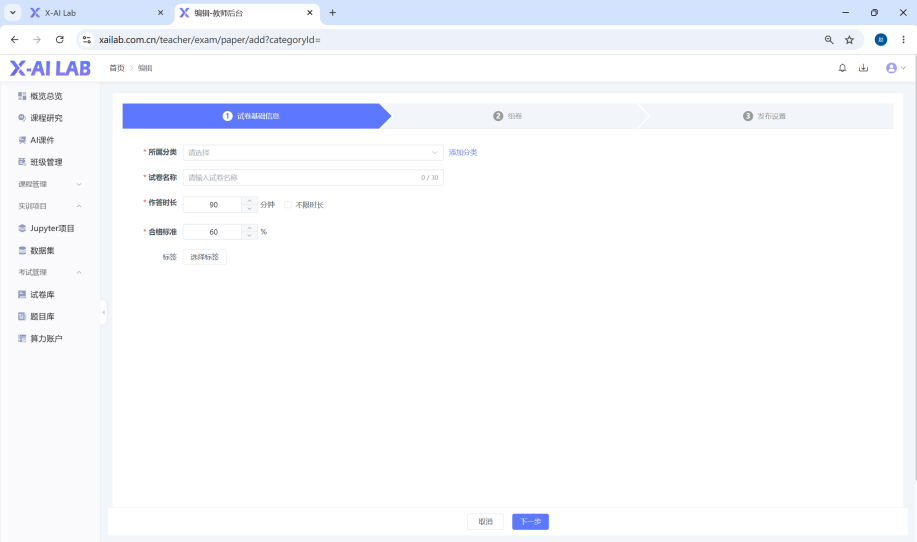 X-AI Lab
编辑-教师后台
xailab.com.cn/teacher/exam/paper/add?categoryId=
X-AI LAB
首页 > 编辑
概览总览
课程研究
AI课件
班级管理
课程管理
实训项目
Jupyter项目
数据集
考试管理
试卷库
题目库
算力账户
1 试卷基础信息
2 组卷
3 发布设置
* 所属分类 请选择 添加分类
* 试卷名称 请输入试卷名称 0 / 30
* 作答时长 90 分钟 不限时长
* 合格标准 60 %
标签 选择标签
取消 下一步